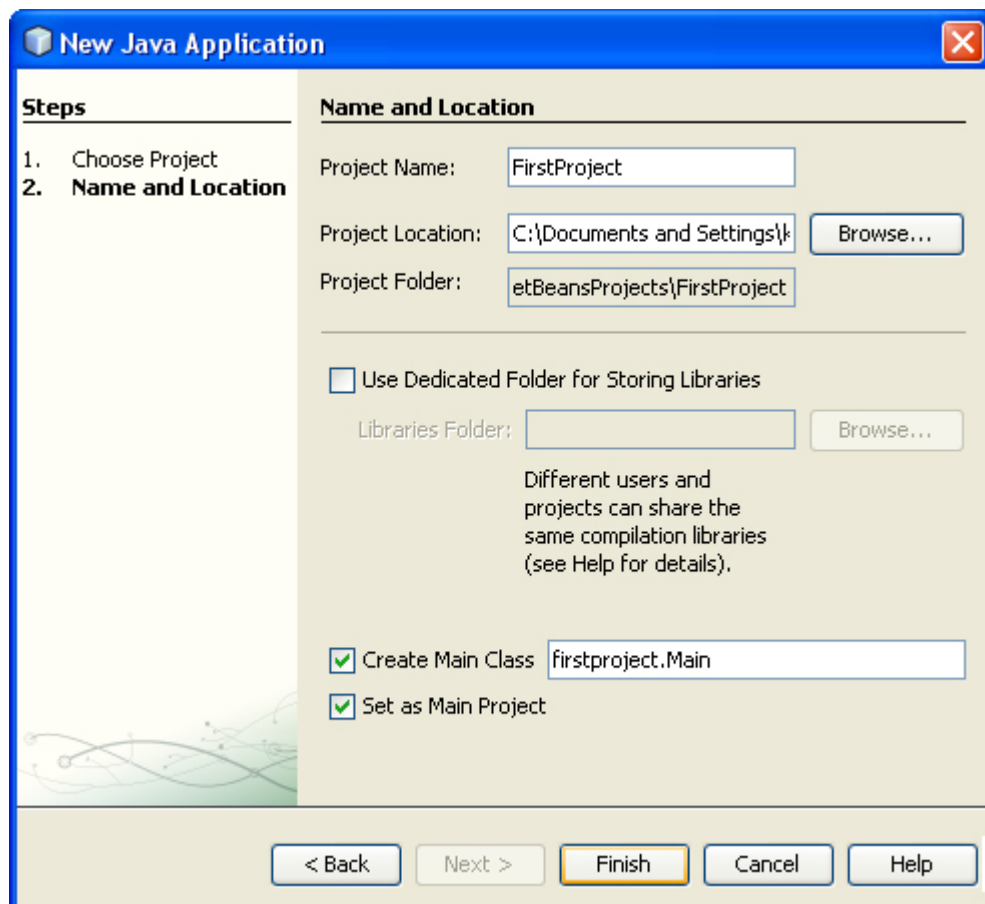 New Java Application
Steps
1. Choose Project
2. Name and Location
Name and Location
Project Name: FirstProject
Project Location: C:\Documents and Settings\k Browse...
Project Folder: etBeansProjects\FirstProject
Use Dedicated Folder for Storing Libraries
Libraries Folder: Browse...
Different users and
projects can share the
same compilation libraries
(see Help for details).
Create Main Class firstproject.Main
Set as Main Project
< Back Next > Finish Cancel Help